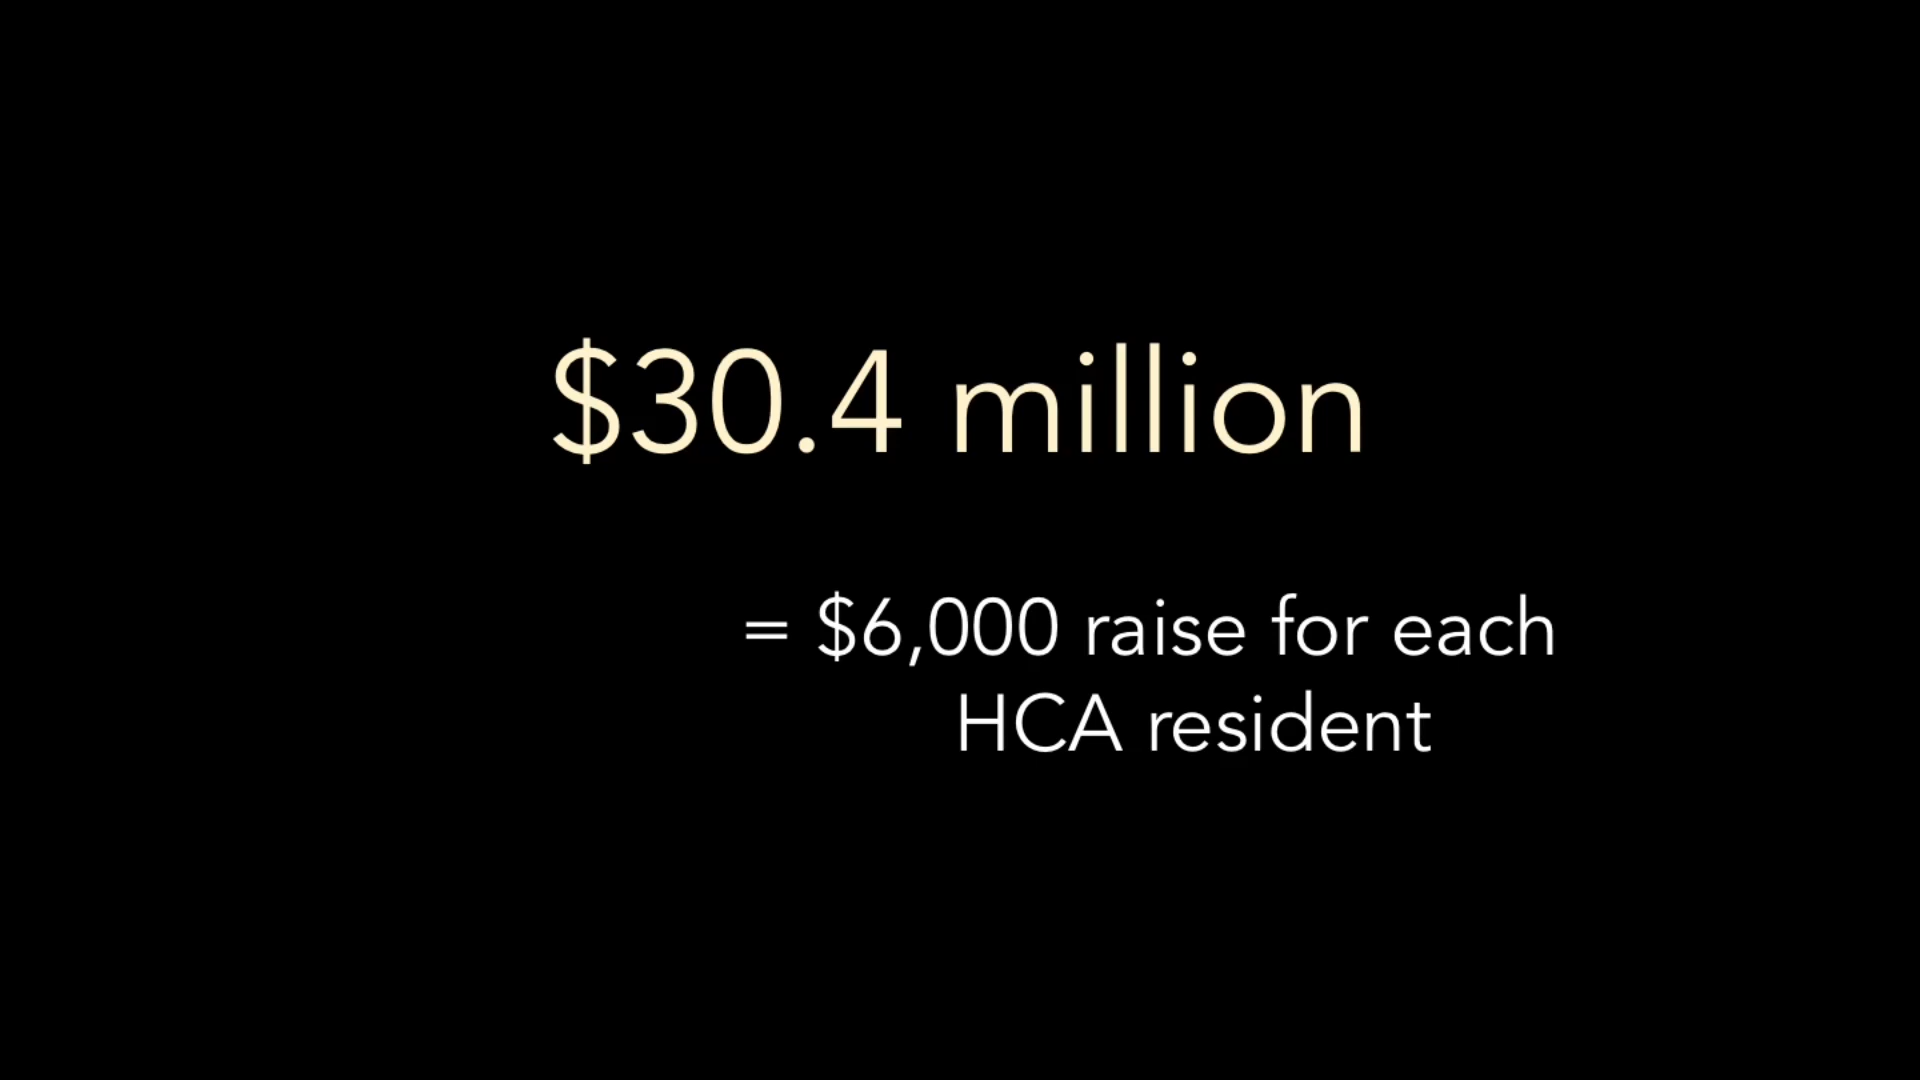 $30.4 million
= $6,000 raise for each
HCA resident